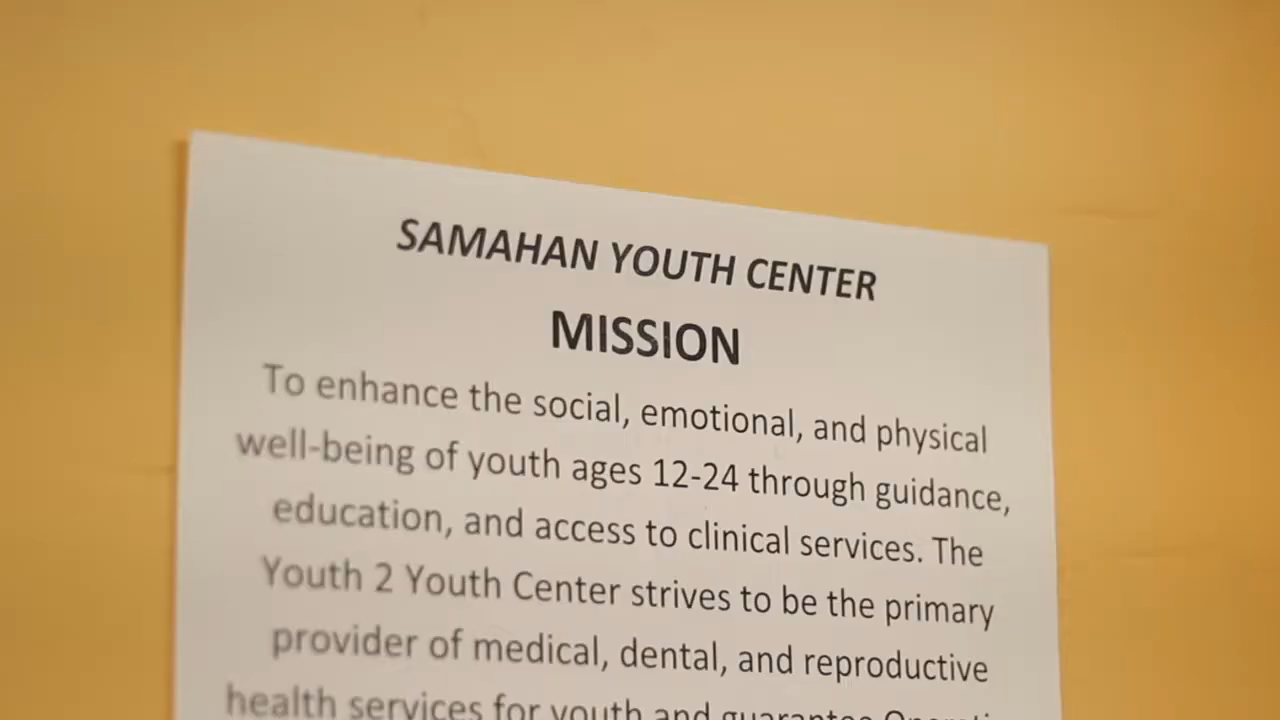 SAMAHAN YOUTH CENTER
MISSION
To enhance the social, emotional, and physical
well-being of youth ages 12-24 through guidance,
education, and access to clinical services. The
Youth 2 Youth Center strives to be the primary
provider of medical, dental, and reproductive
health services for youth and guarantee